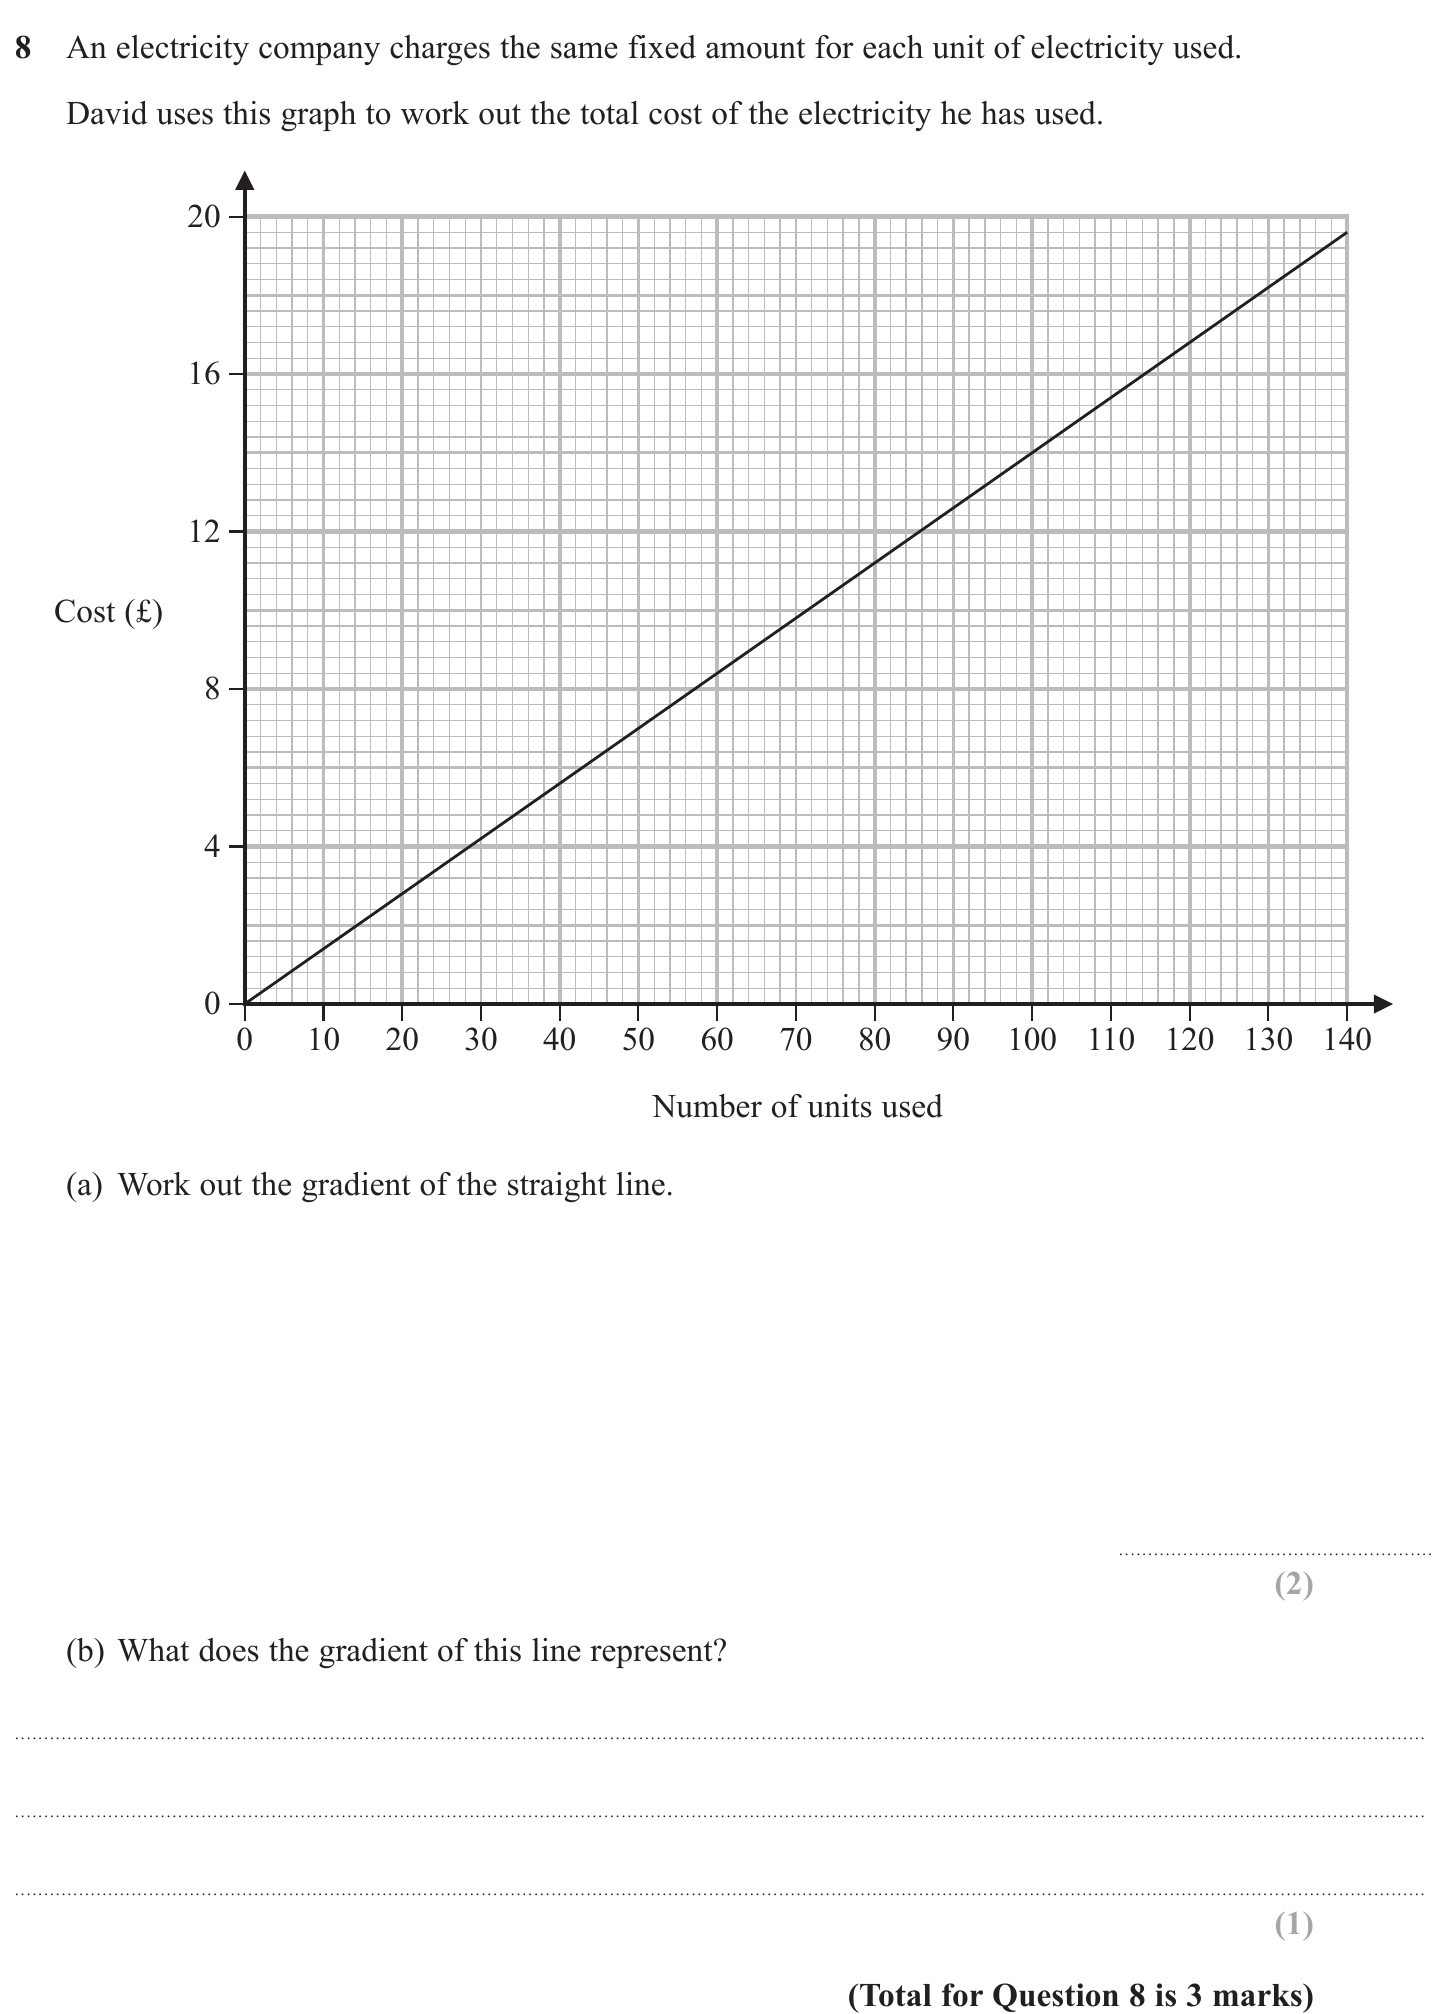 8 An electricity company charges the same fixed amount for each unit of electricity used.
David uses this graph to work out the total cost of the electricity he has used.
20
16
12
Cost (£)
8
4
0
0 10 20 30 40 50 60 70 80 90 100 110 120 130 140
Number of units used
(a) Work out the gradient of the straight line.
(2)
(b) What does the gradient of this line represent?
(1)
(Total for Question 8 is 3 marks)